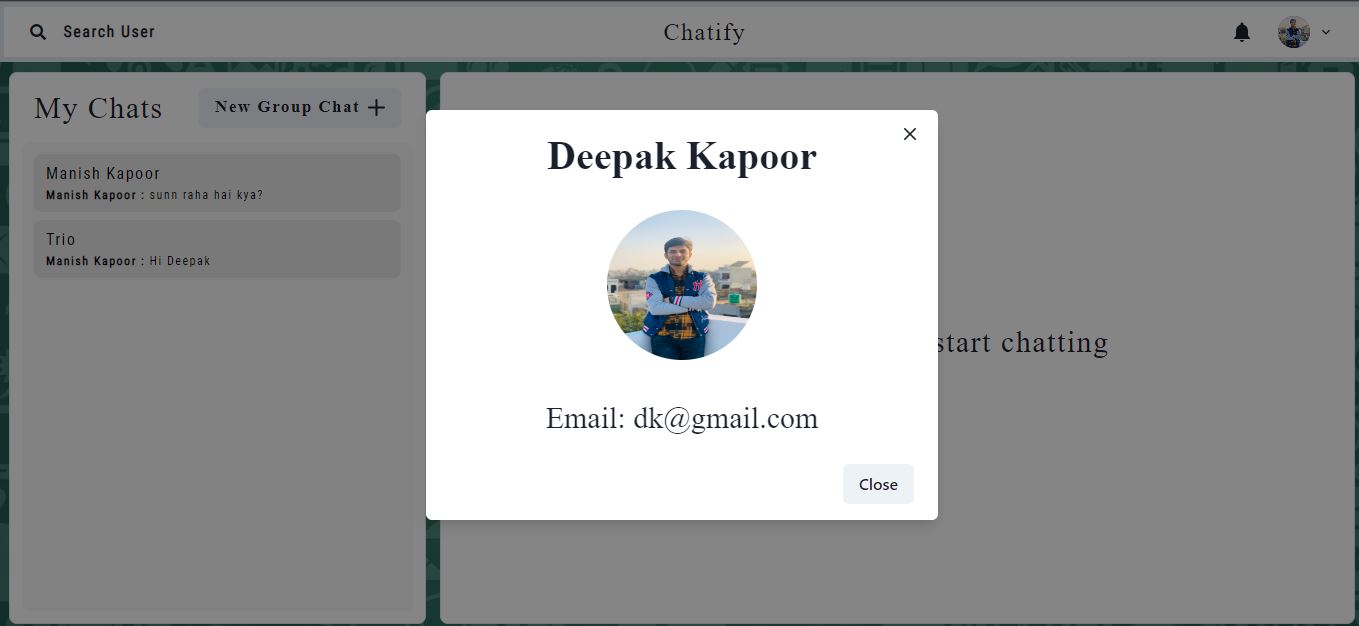 Search User
Chatify
My Chats
New Group Chat
Manish Kapoor
Manish Kapoor : sunn raha hai kya?
Trio
Manish Kapoor : Hi Deepak
Deepak Kapoor
Email: dk@gmail.com
Close
start chatting